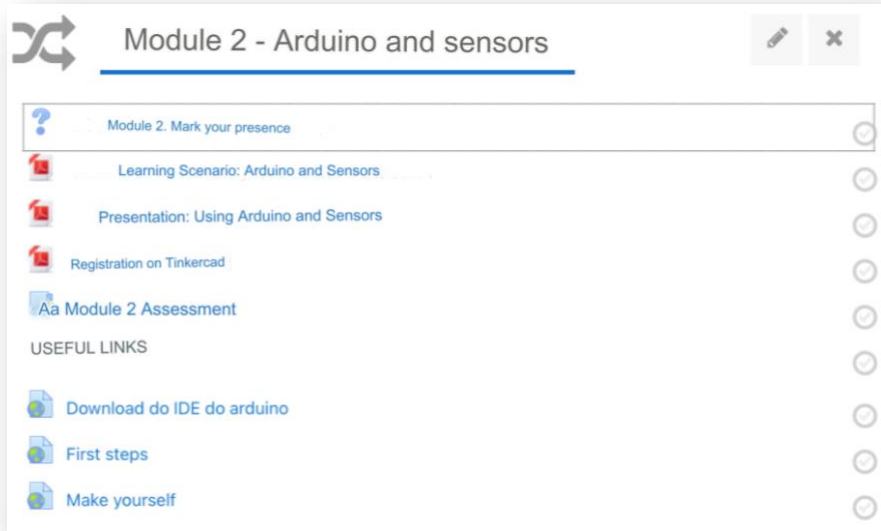 Module 2 - Arduino and sensors
Module 2. Mark your presence
Learning Scenario: Arduino and Sensors
Presentation: Using Arduino and Sensors
Registration on Tinkercad
Aa Module 2 Assessment
USEFUL LINKS
Download do IDE do arduino
First steps
Make yourself